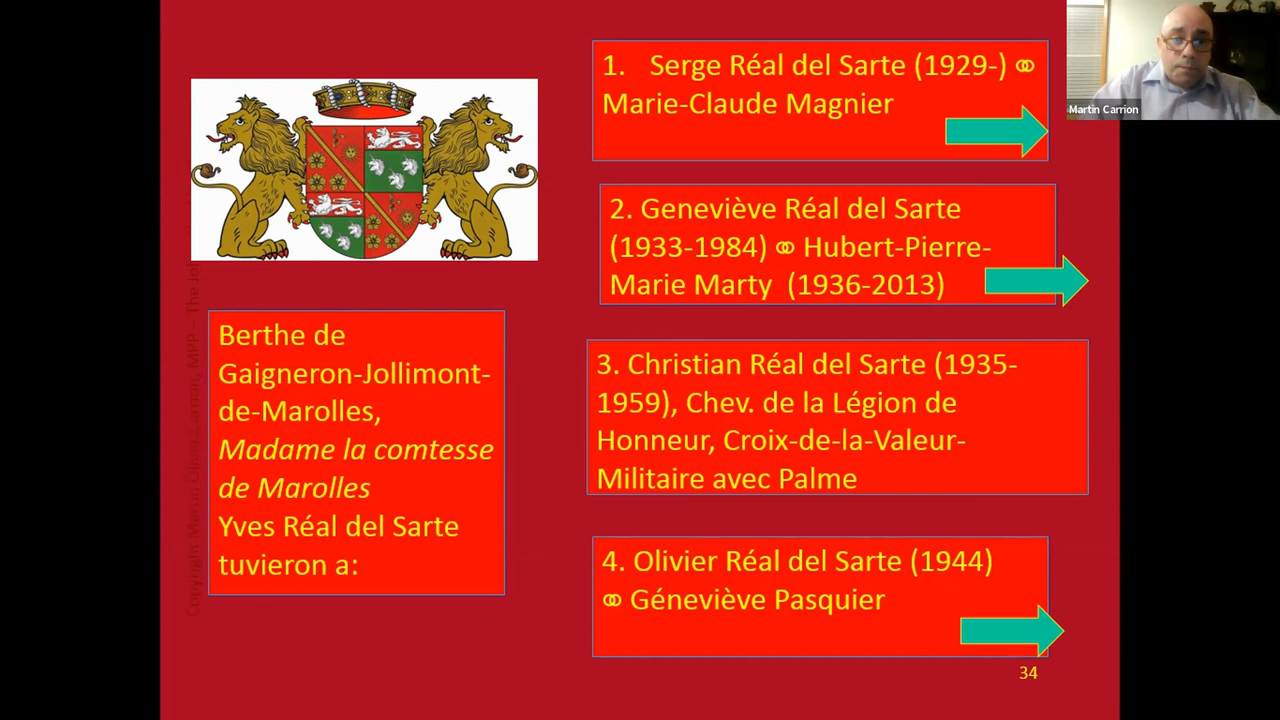 1. Serge Réal del Sarte (1929-) ⚭
Marie-Claude Magnier
Martin Carrion
2. Geneviève Réal del Sarte
(1933-1984) ⚭ Hubert-Pierre-
Marie Marty (1936-2013)
Berthe de
Gaigneron-Jollimont-
de-Marolles,
Madame la comtesse
de Marolles
Yves Réal del Sarte
tuvieron a:
3. Christian Réal del Sarte (1935-
1959), Chev. de la Légion de
Honneur, Croix-de-la-Valeur-
Militaire avec Palme
4. Olivier Réal del Sarte (1944)
⚭ Géneviève Pasquier
34